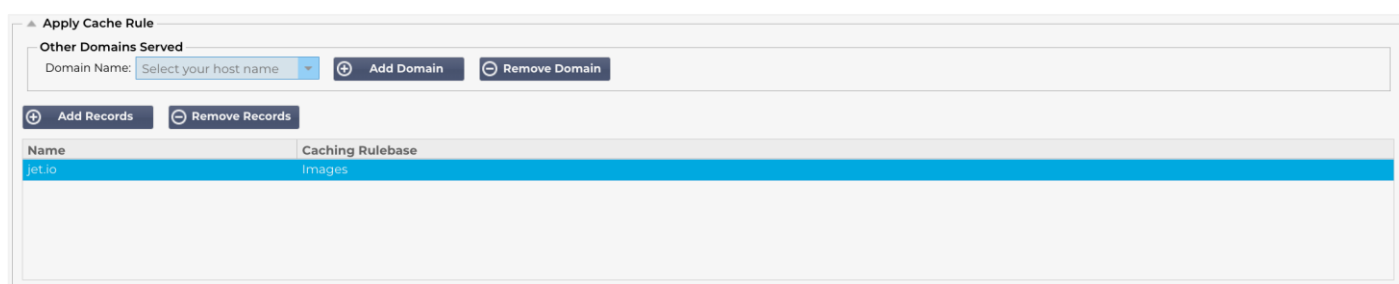 Apply Cache Rule
Other Domains Served
Domain Name: Select your host name Add Domain Remove Domain
Add Records Remove Records
Name Caching Rulebase
jet.io Images